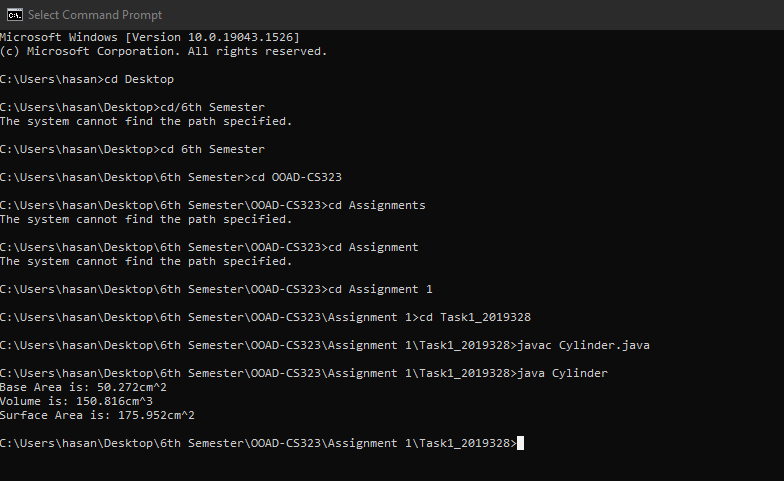 Select Command Prompt
Microsoft Windows [Version 10.0.19043.1526]
(c) Microsoft Corporation. All rights reserved.
C:\Users\hasan>cd Desktop
C:\Users\hasan\Desktop>cd/6th Semester
The system cannot find the path specified.
C:\Users\hasan\Desktop>cd 6th Semester
C:\Users\hasan\Desktop\6th Semester>cd OOAD-CS323
C:\Users\hasan\Desktop\6th Semester\OOAD-CS323>cd Assignments
The system cannot find the path specified.
C:\Users\hasan\Desktop\6th Semester\OOAD-CS323>cd Assignment
The system cannot find the path specified.
C:\Users\hasan\Desktop\6th Semester\OOAD-CS323>cd Assignment 1
C:\Users\hasan\Desktop\6th Semester\OOAD-CS323\Assignment 1>cd Task1_2019328
C:\Users\hasan\Desktop\6th Semester\OOAD-CS323\Assignment 1\Task1_2019328>javac Cylinder.java
C:\Users\hasan\Desktop\6th Semester\OOAD-CS323\Assignment 1\Task1_2019328>java Cylinder
Base Area is: 50.272cm^2
Volume is: 150.816cm^3
Surface Area is: 175.952cm^2
C:\Users\hasan\Desktop\6th Semester\OOAD-CS323\Assignment 1\Task1_2019328>